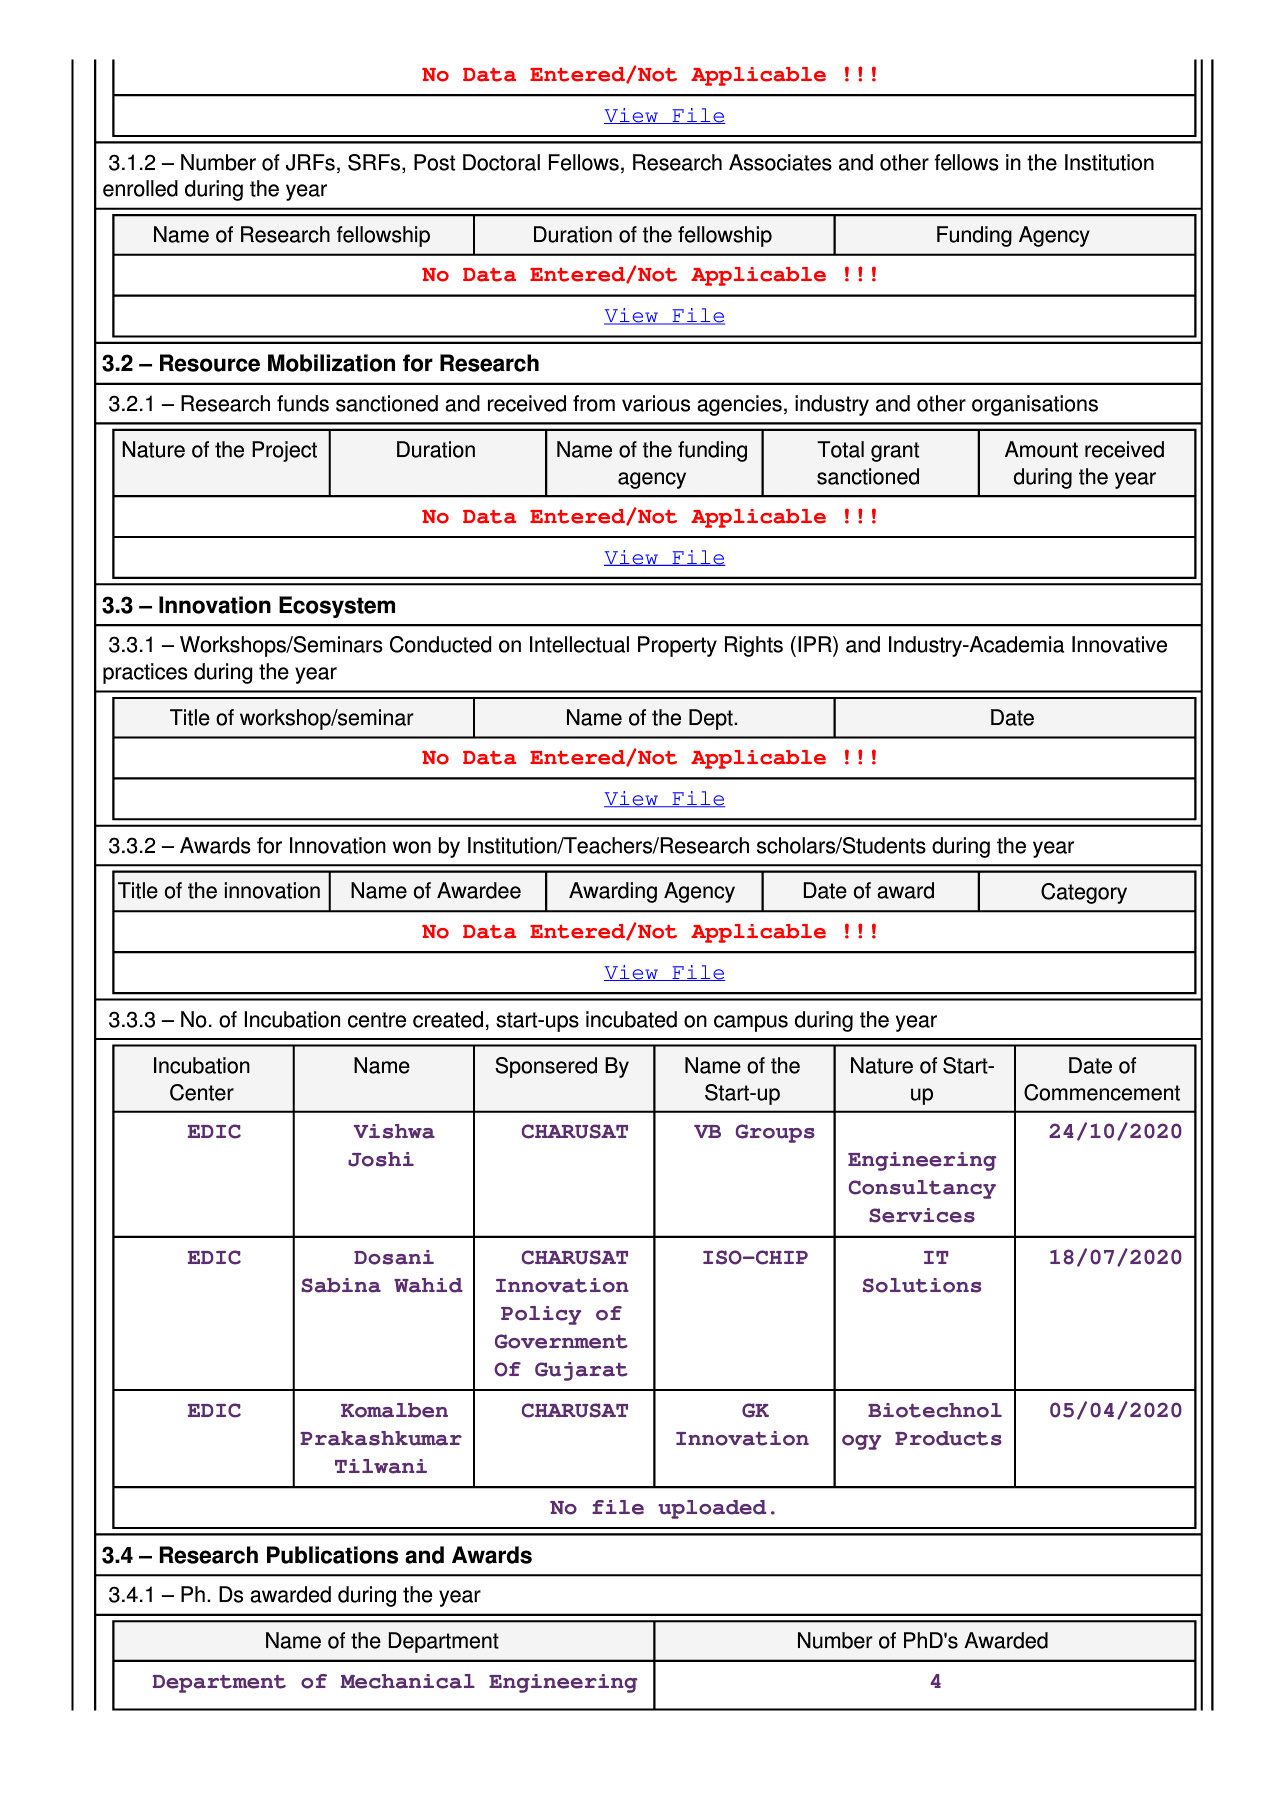 No Data Entered/Not Applicable !!!
View File
3.1.2 – Number of JRFs, SRFs, Post Doctoral Fellows, Research Associates and other fellows in the Institution
enrolled during the year
Name of Research fellowship Duration of the fellowship Funding Agency
No Data Entered/Not Applicable !!!
View File
3.2 – Resource Mobilization for Research
3.2.1 – Research funds sanctioned and received from various agencies, industry and other organisations
Nature of the Project Duration Name of the funding Total grant Amount received
agency sanctioned during the year
No Data Entered/Not Applicable !!!
View File
3.3 – Innovation Ecosystem
3.3.1 – Workshops/Seminars Conducted on Intellectual Property Rights (IPR) and Industry-Academia Innovative
practices during the year
Title of workshop/seminar Name of the Dept. Date
No Data Entered/Not Applicable !!!
View File
3.3.2 – Awards for Innovation won by Institution/Teachers/Research scholars/Students during the year
Title of the innovation Name of Awardee Awarding Agency Date of award Category
No Data Entered/Not Applicable !!!
View File
3.3.3 – No. of Incubation centre created, start-ups incubated on campus during the year
Incubation Name Sponsered By Name of the Nature of Start- Date of
Center Start-up up Commencement
EDIC Vishwa CHARUSAT VB Groups 24/10/2020
Joshi Engineering
Consultancy
Services
EDIC Dosani CHARUSAT ISO-CHIP IT 18/07/2020
Sabina Wahid Innovation Solutions
Policy of
Government
Of Gujarat
EDIC Komalben CHARUSAT GK Biotechnol 05/04/2020
Prakashkumar Innovation ogy Products
Tilwani
No file uploaded.
3.4 – Research Publications and Awards
3.4.1 – Ph. Ds awarded during the year
Name of the Department Number of PhD's Awarded
Department of Mechanical Engineering 4